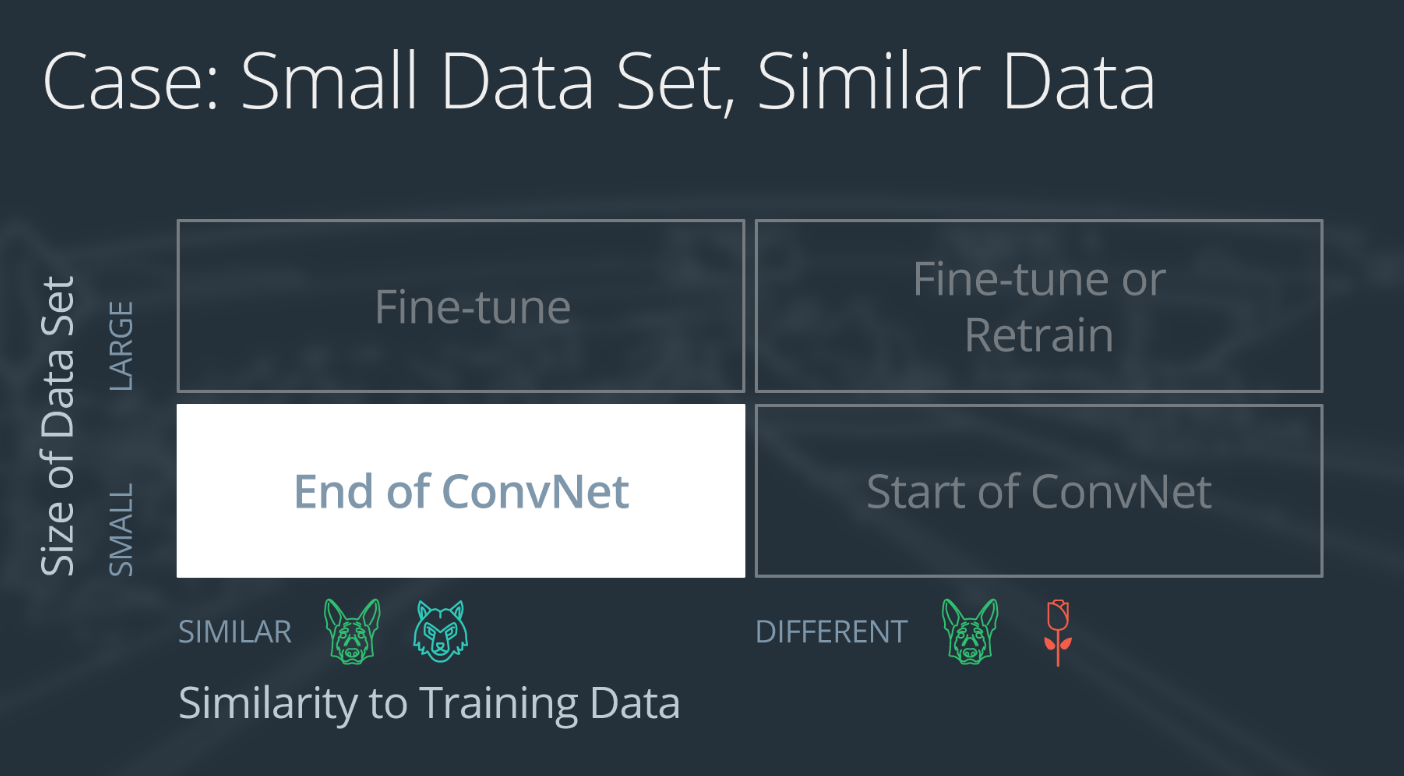 Case: Small Data Set, Similar Data
Size of Data Set
LARGE
SMALL
Fine-tune
Fine-tune or
Retrain
End of ConvNet
Start of ConvNet
SIMILAR
DIFFERENT
Similarity to Training Data